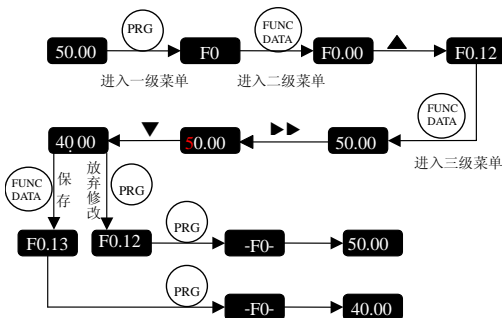 PRG
FUNC
DATA
50.00
F0
F0.00
F0.12
进入一级菜单
进入二级菜单
FUNC
DATA
40.00
50.00
50.00
进入三级菜单
FUNC
DATA
保存
放弃修改
PRG
F0.13
F0.12
PRG
-F0-
50.00
PRG
-F0-
40.00